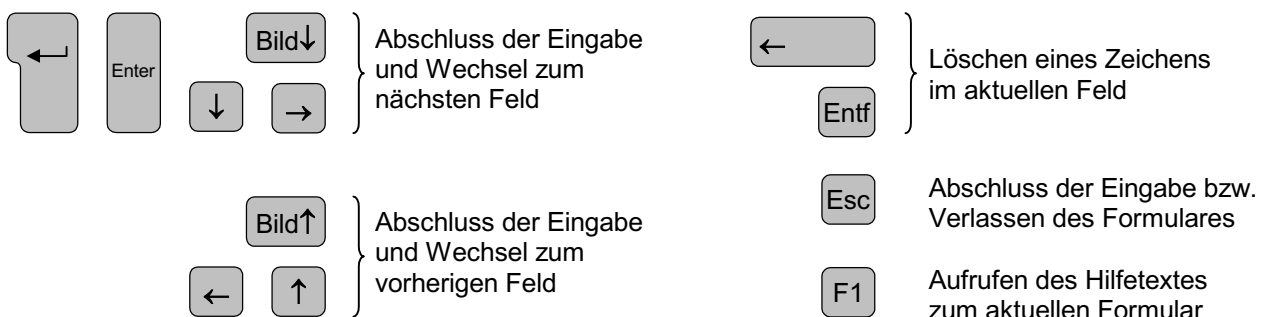 Enter
Bild↓
↓ →
Abschluss der Eingabe
und Wechsel zum
nächsten Feld
Bild↑
← ↑
Abschluss der Eingabe
und Wechsel zum
vorherigen Feld
←
Entf
Löschen eines Zeichens
im aktuellen Feld
Esc
Abschluss der Eingabe bzw.
Verlassen des Formulares
F1
Aufrufen des Hilfetextes
zum aktuellen Formular